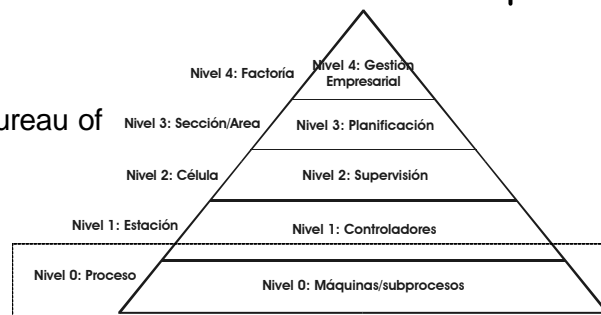 Nivel 4: Factoría
Nivel 4: Gestión
Empresarial
ureau of
Nivel 3: Sección/Area
Nivel 3: Planificación
Nivel 2: Célula
Nivel 2: Supervisión
Nivel 1: Estación
Nivel 1: Controladores
Nivel 0: Proceso
Nivel 0: Máquinas/subprocesos